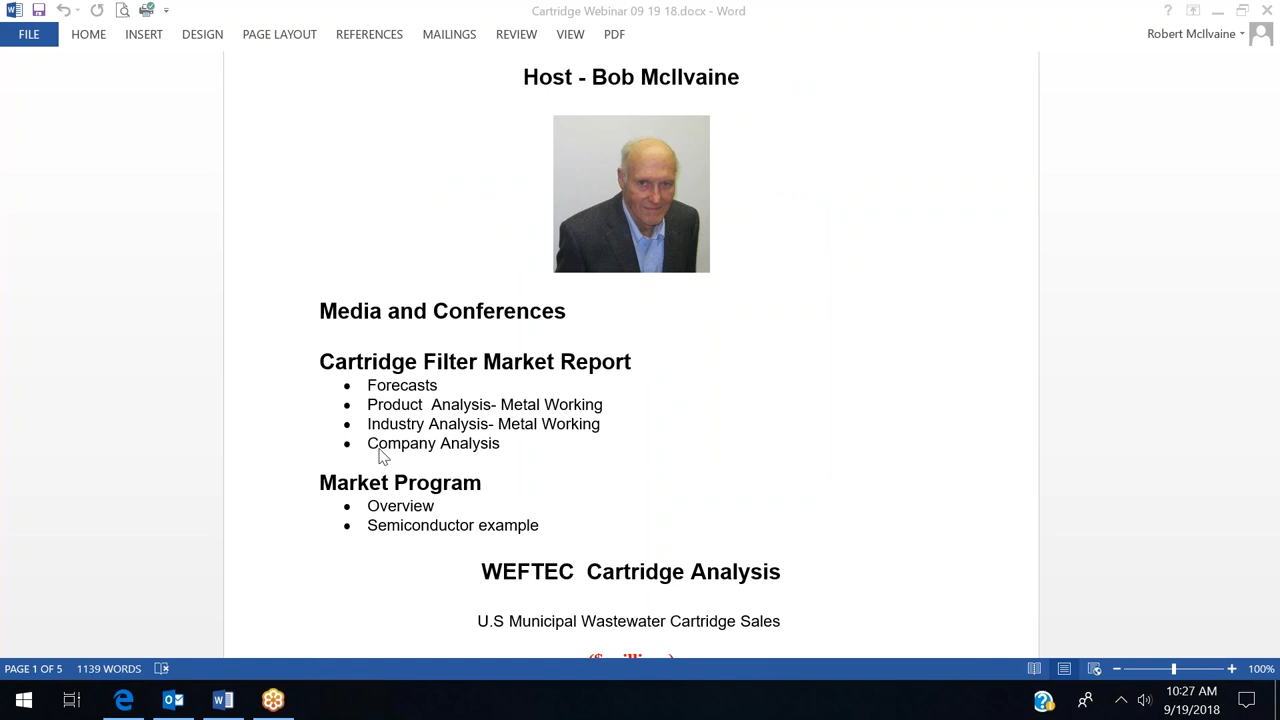 Cartridge Webinar 09 19 18.docx - Word
FILE
HOME
INSERT
DESIGN
PAGE LAYOUT
REFERENCES
MAILINGS
REVIEW
VIEW
PDF
Robert McIlvaine
Host - Bob McIlvaine
Media and Conferences
Cartridge Filter Market Report
Forecasts
Product  Analysis- Metal Working
Industry Analysis- Metal Working
Company Analysis
Market Program
Overview
Semiconductor example
WEFTEC  Cartridge Analysis
U.S Municipal Wastewater Cartridge Sales
PAGE 1 OF 5
1139 WORDS
100%
10:27 AM
9/19/2018